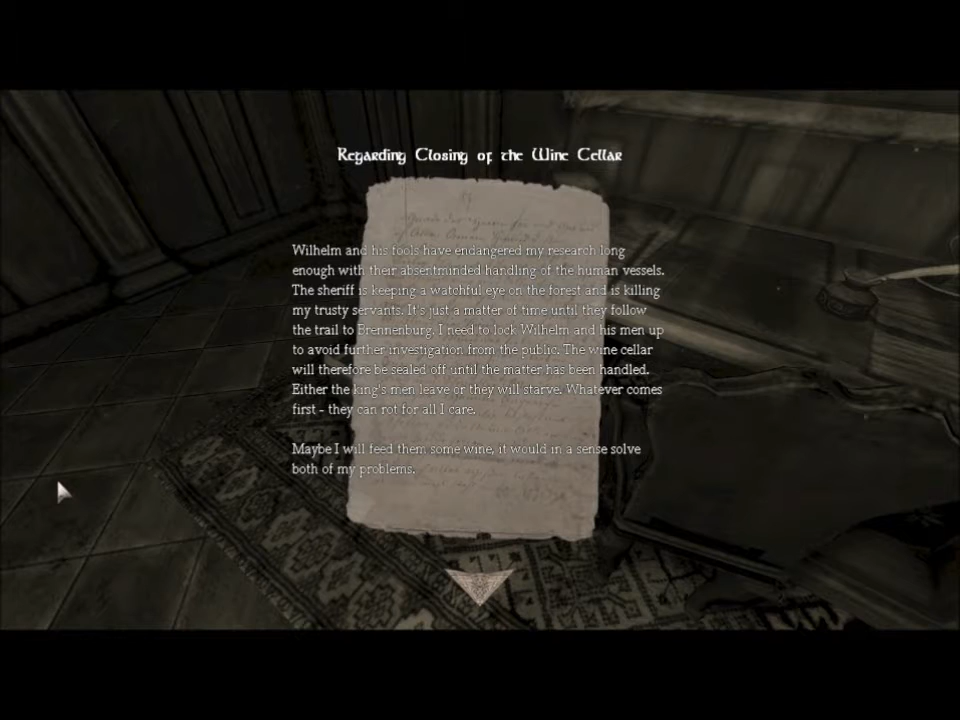 Regarding Closing of the Wine Cellar
Wilhelm and his fools have endangered my research long
enough with their absentminded handling of the human vessels.
The sheriff is keeping a watchful eye on the forest and is killing
my trusty servants. It's just a matter of time until they follow
the trail to Brennenburg. I need to lock Wilhelm and his men up
to avoid further investigation from the public. The wine cellar
will therefore be sealed off until the matter has been handled.
Either the king's men leave or they will starve. Whatever comes
first - they can rot for all I care.
Maybe I will feed them some wine, it would in a sense solve
both of my problems.